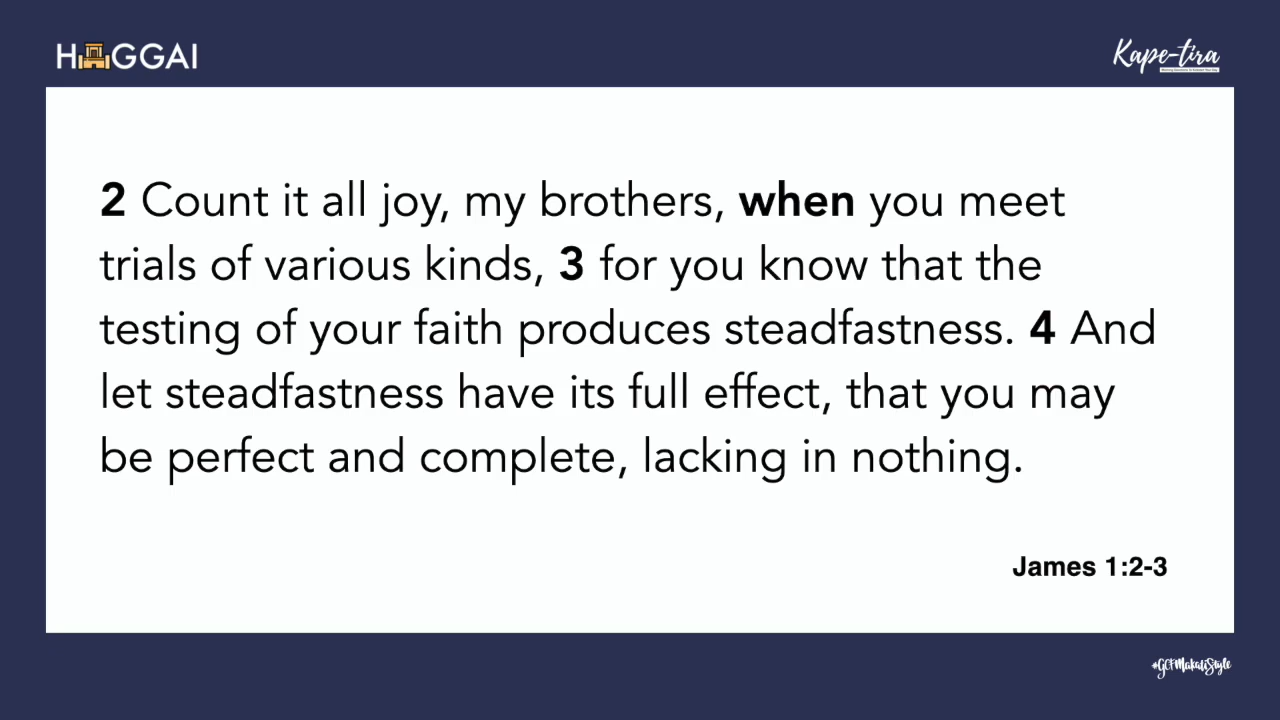 HAGGAI
Kape-tira
2 Count it all joy, my brothers, when you meet
trials of various kinds, 3 for you know that the
testing of your faith produces steadfastness. 4 And
let steadfastness have its full effect, that you may
be perfect and complete, lacking in nothing.
James 1:2-3
#GCFMakatiStyle